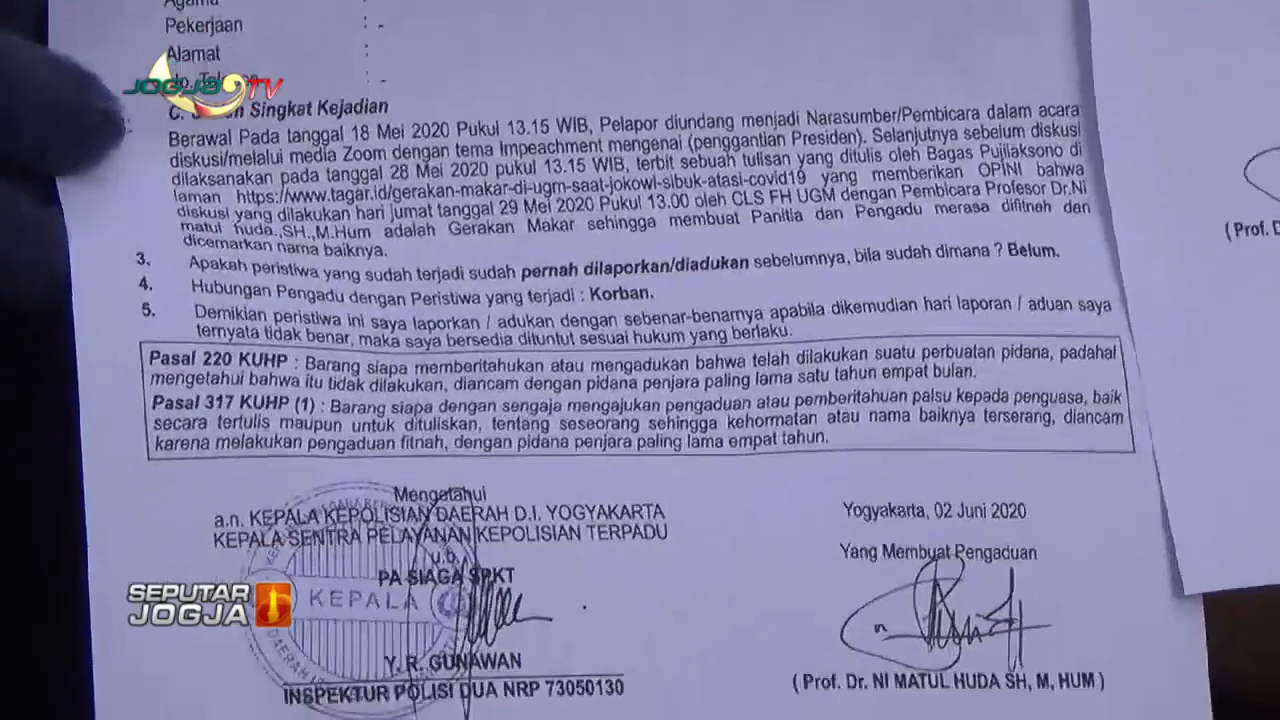 Agama
Pekerjaan : -
Alamat :
No. Telepon : -
JOGJA TV
C. Singkat Kejadian
Berawal Pada tanggal 18 Mei 2020 Pukul 13.15 WIB, Pelapor diundang menjadi Narasumber/Pembicara dalam acara
diskusi/melalui media Zoom dengan tema Impeachment mengenai (penggantian Presiden). Selanjutnya sebelum diskusi
dilaksanakan pada tanggal 28 Mei 2020 pukul 13.15 WIB, terbit sebuah tulisan yang ditulis oleh Bagas Pujilaksono di
laman https://www.tagar.id/gerakan-makar-di-ugm-saat-jokowi-sibuk-atasi-covid19 yang memberikan OPINI bahwa
diskusi yang dilakukan hari jumat tanggal 29 Mei 2020 Pukul 13.00 oleh CLS FH UGM dengan Pembicara Profesor Dr,Ni
matul huda.,SH.,M.Hum adalah Gerakan Makar sehingga membuat Panitia dan Pengadu merasa difitnah dan
dicemarkan nama baiknya.
3. Apakah peristiwa yang sudah terjadi sudah pernah dilaporkan/diadukan sebelumnya, bila sudah dimana ? Belum.
4. Hubungan Pengadu dengan Peristiwa yang terjadi : Korban.
5. Demikian peristiwa ini saya laporkan / adukan dengan sebenar-benarnya apabila dikemudian hari laporan / aduan saya
ternyata tidak benar, maka saya bersedia dituntut sesuai hukum yang berlaku.
Pasal 220 KUHP : Barang siapa memberitahukan atau mengadukan bahwa telah dilakukan suatu perbuatan pidana, padahal
mengetahui bahwa itu tidak dilakukan, diancam dengan pidana penjara paling lama satu tahun empat bulan.
Pasal 317 KUHP (1) : Barang siapa dengan sengaja mengajukan pengaduan atau pemberitahuan palsu kepada penguasa, baik
secara tertulis maupun untuk dituliskan, tentang seseorang sehingga kehormatan atau nama baiknya terserang, diancam
karena melakukan pengaduan fitnah, dengan pidana penjara paling lama empat tahun.
Mengetahui
a.n. KEPALA KEPOLISIAN DAERAH D.I. YOGYAKARTA
KEPALA SENTRA PELAYANAN KEPOLISIAN TERPADU
u.b.
PA SIAGA SPKT
KEPALA
Y. R. GUNAWAN
INSPEKTUR POLISI DUA NRP 73050130
Yogyakarta, 02 Juni 2020
Yang Membuat Pengaduan
( Prof. Dr. NI MATUL HUDA SH, M, HUM )
( Prof.
SEPUTAR
JOGJA